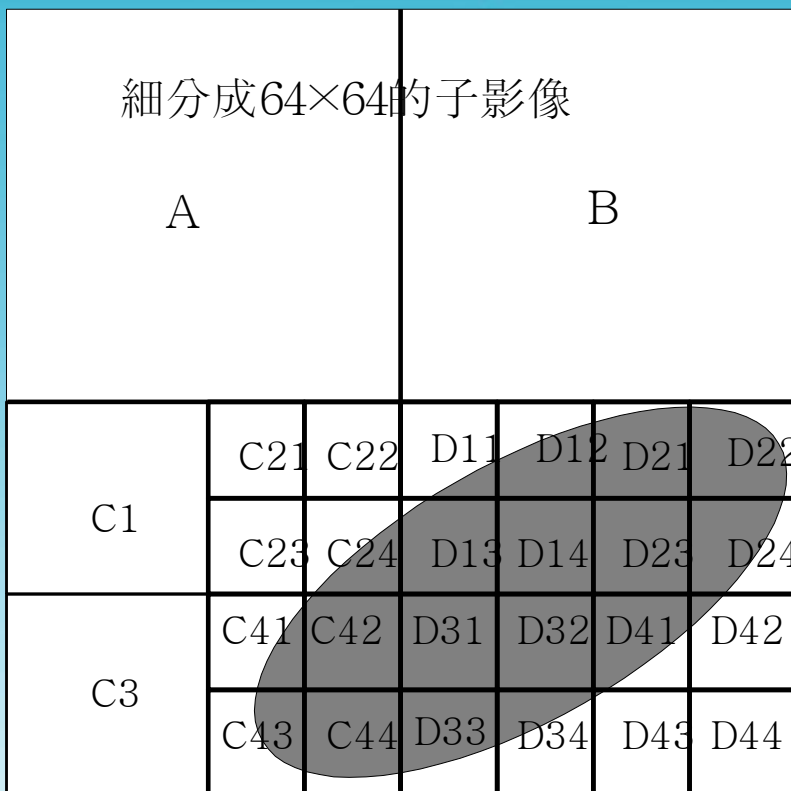 細分成64×64的子影像
A B
C21 C22 D11 D12 D21 D22
C1
C23 C24 D13 D14 D23 D24
C41 C42 D31 D32 D41 D42
C3
C43 C44 D33 D34 D43 D44